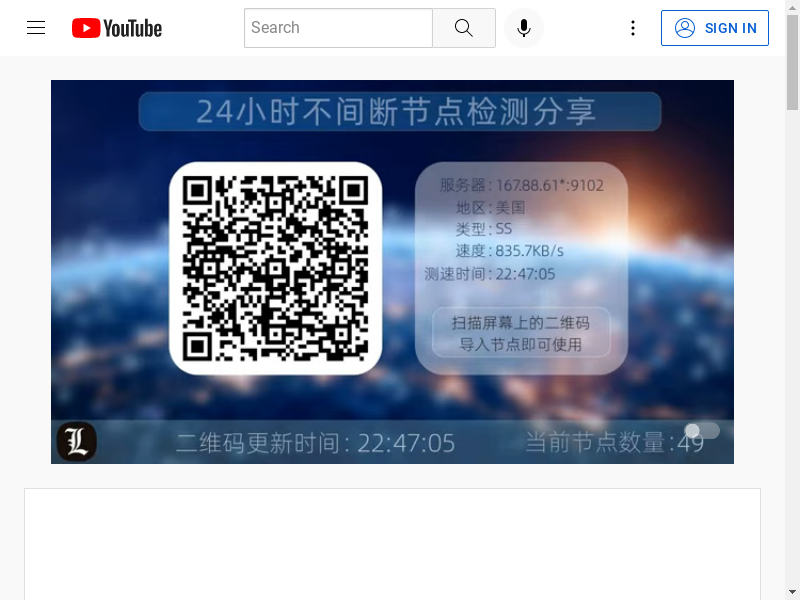 YouTube
Search
SIGN IN
24小时不间断节点检测分享
服务器: 167.88.61*:9102
地区: 美国
类型: SS
速度: 835.7KB/s
测速时间: 22:47:05
扫描屏幕上的二维码
导入节点即可使用
L
二维码更新时间: 22:47:05
当前节点数量:49